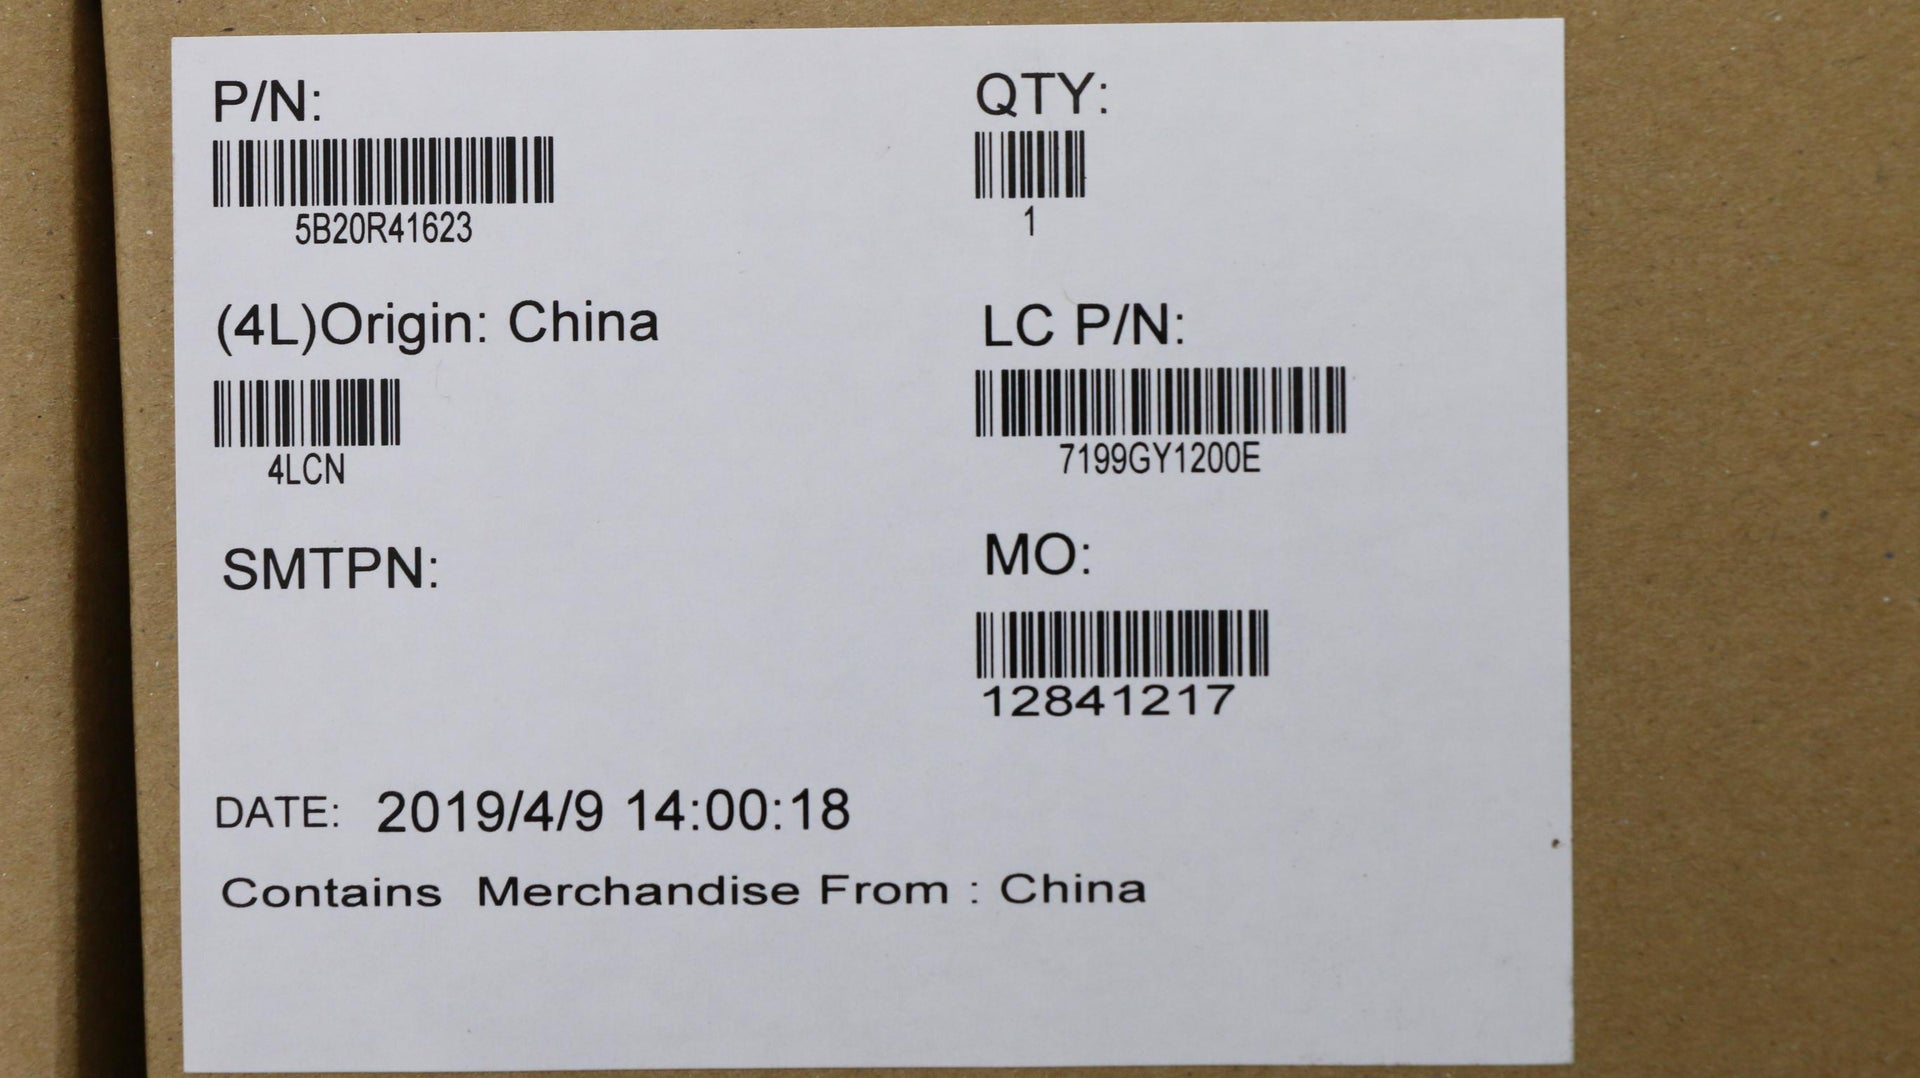 P/N:
5B20R41623
QTY:
1
(4L)Origin: China
4LCN
LC P/N:
7199GY1200E
SMTPN:
MO:
12841217
DATE: 2019/4/9 14:00:18
Contains Merchandise From : China